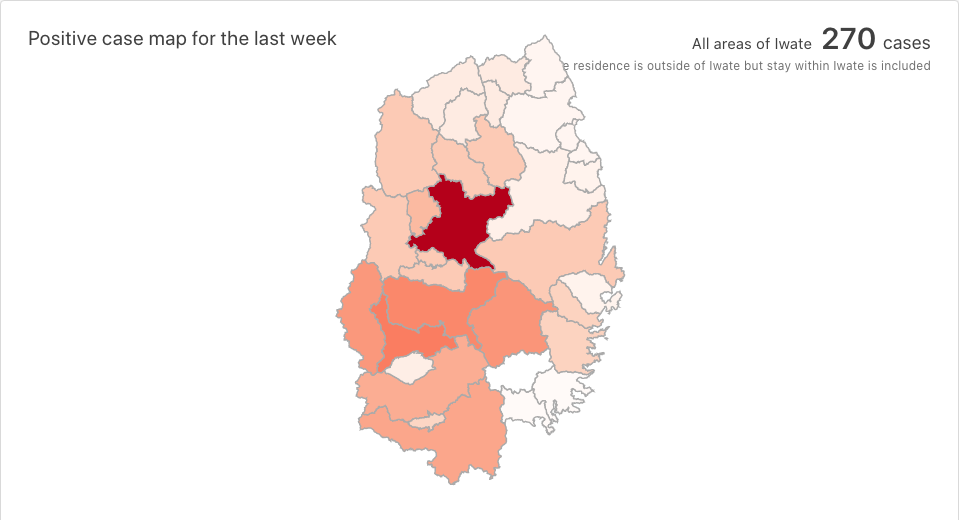 Positive case map for the last week
All areas of Iwate 270 cases
residence is outside of Iwate but stay within Iwate is included